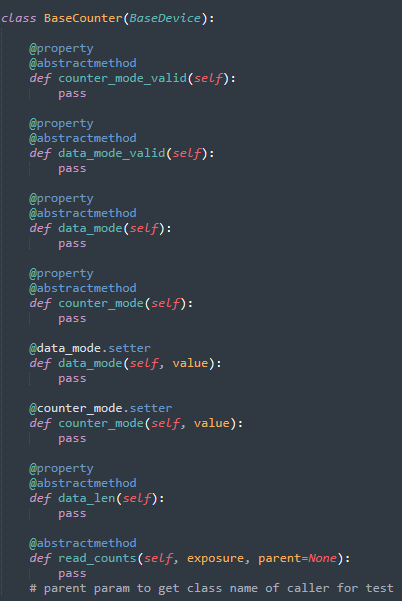 class BaseCounter(BaseDevice):
@property
@abstractmethod
def counter_mode_valid(self):
pass
@property
@abstractmethod
def data_mode_valid(self):
pass
@property
@abstractmethod
def data_mode(self):
pass
@property
@abstractmethod
def counter_mode(self):
pass
@data_mode.setter
def data_mode(self, value):
pass
@counter_mode.setter
def counter_mode(self, value):
pass
@property
@abstractmethod
def data_len(self):
pass
@abstractmethod
def read_counts(self, exposure, parent=None):
pass
# parent param to get class name of caller for test